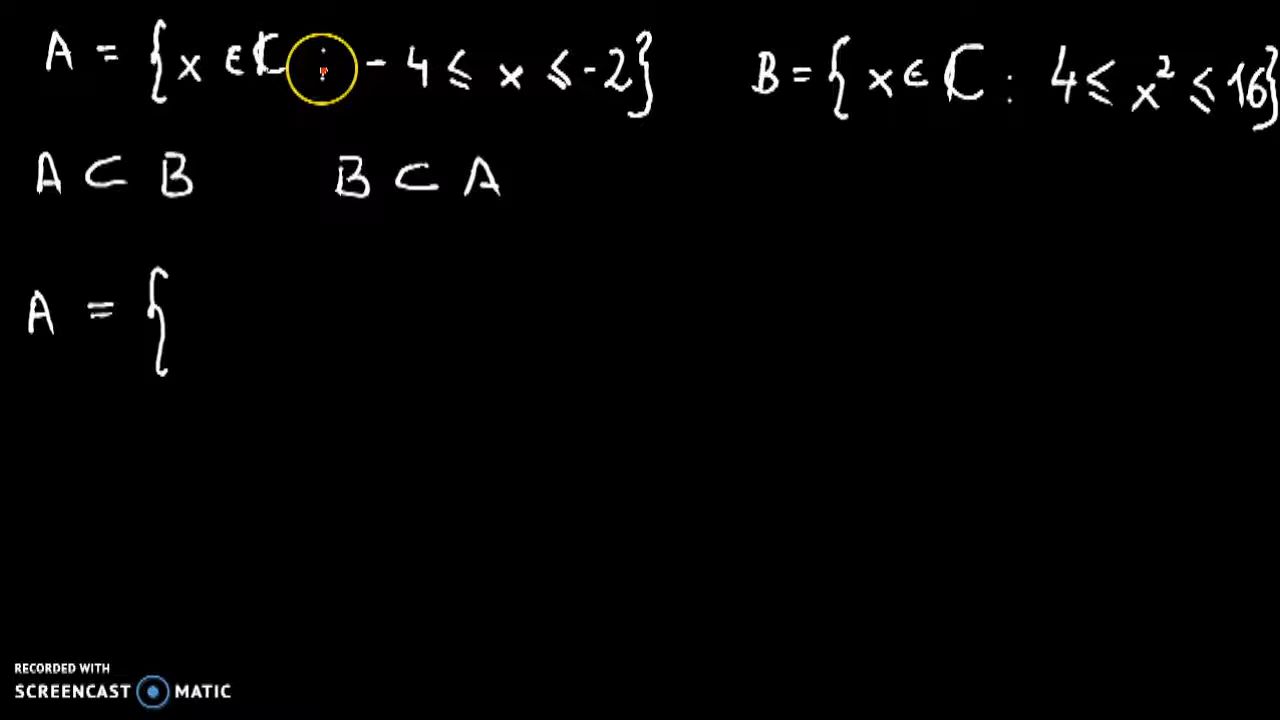 A = {x ∈ ℂ : -4 ⩽ x ⩽ -2} B = {x ∈ ℂ : 4 ⩽ x² ⩽ 16}
A ⊂ B B ⊂ A
A = {
RECORDED WITH
SCREENCAST MATIC